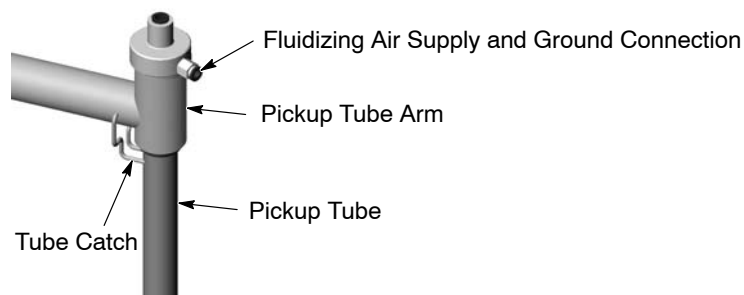 Fluidizing Air Supply and Ground Connection
Pickup Tube Arm
Pickup Tube
Tube Catch